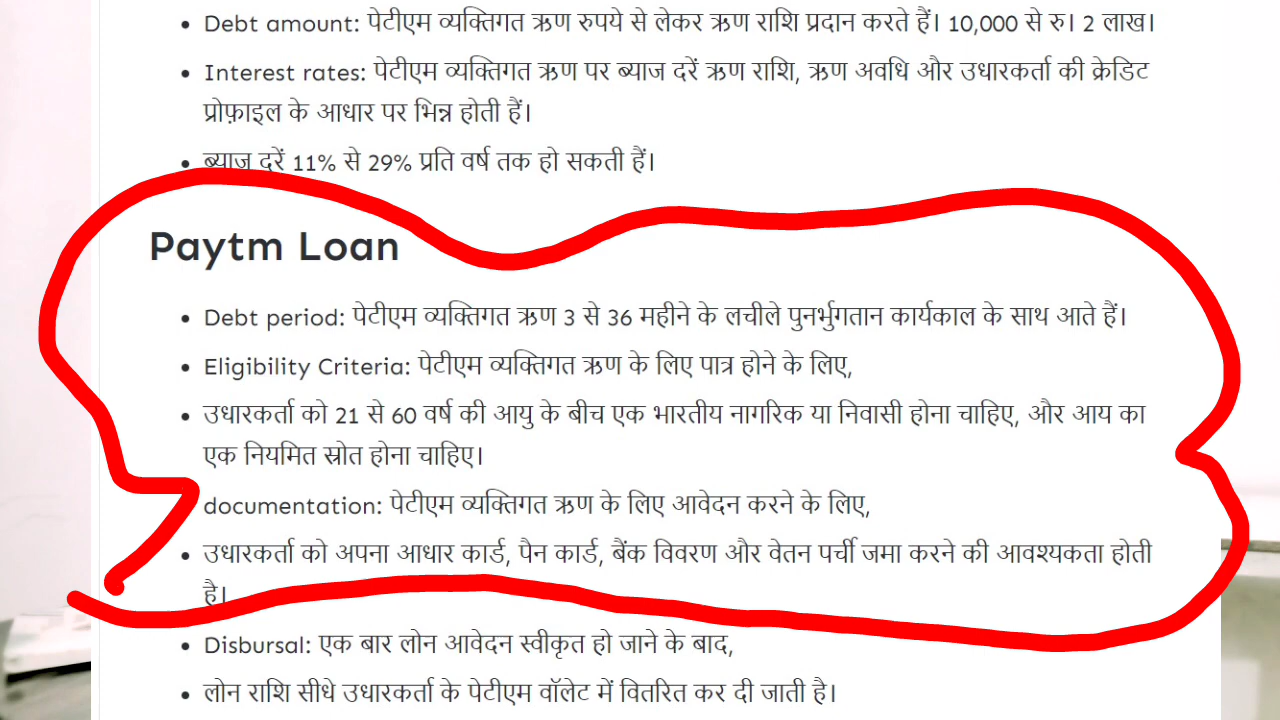 Debt amount: पेटीएम व्यक्तिगत ऋण रुपये से लेकर ऋण राशि प्रदान करते हैं। 10,000 से रु। 2 लाख।
Interest rates: पेटीएम व्यक्तिगत ऋण पर ब्याज दरें ऋण राशि, ऋण अवधि और उधारकर्ता की क्रेडिट
प्रोफ़ाइल के आधार पर भिन्न होती हैं।
ब्याज दरें 11% से 29% प्रति वर्ष तक हो सकती हैं।
Paytm Loan
Debt period: पेटीएम व्यक्तिगत ऋण 3 से 36 महीने के लचीले पुनर्भुगतान कार्यकाल के साथ आते हैं।
Eligibility Criteria: पेटीएम व्यक्तिगत ऋण के लिए पात्र होने के लिए,
उधारकर्ता को 21 से 60 वर्ष की आयु के बीच एक भारतीय नागरिक या निवासी होना चाहिए, और आय का
एक नियमित स्रोत होना चाहिए।
documentation: पेटीएम व्यक्तिगत ऋण के लिए आवेदन करने के लिए,
उधारकर्ता को अपना आधार कार्ड, पैन कार्ड, बैंक विवरण और वेतन पर्ची जमा करने की आवश्यकता होती
है।
Disbursal: एक बार लोन आवेदन स्वीकृत हो जाने के बाद,
लोन राशि सीधे उधारकर्ता के पेटीएम वॉलेट में वितरित कर दी जाती है।